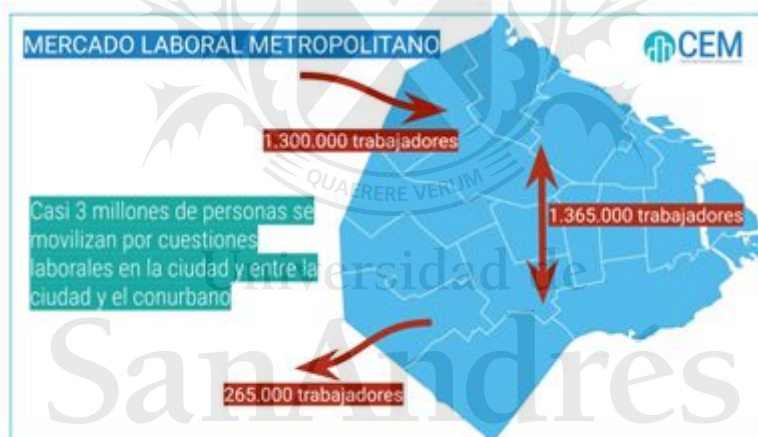 MERCADO LABORAL METROPOLITANO
CEM
1.300.000 trabajadores
QUAERERE VERUM
Casi 3 millones de personas se
movilizan por cuestiones
laborales en la ciudad y entre la
ciudad y el conurbano
1.365.000 trabajadores
Universidad de
SanAndrés
265.000 trabajadores